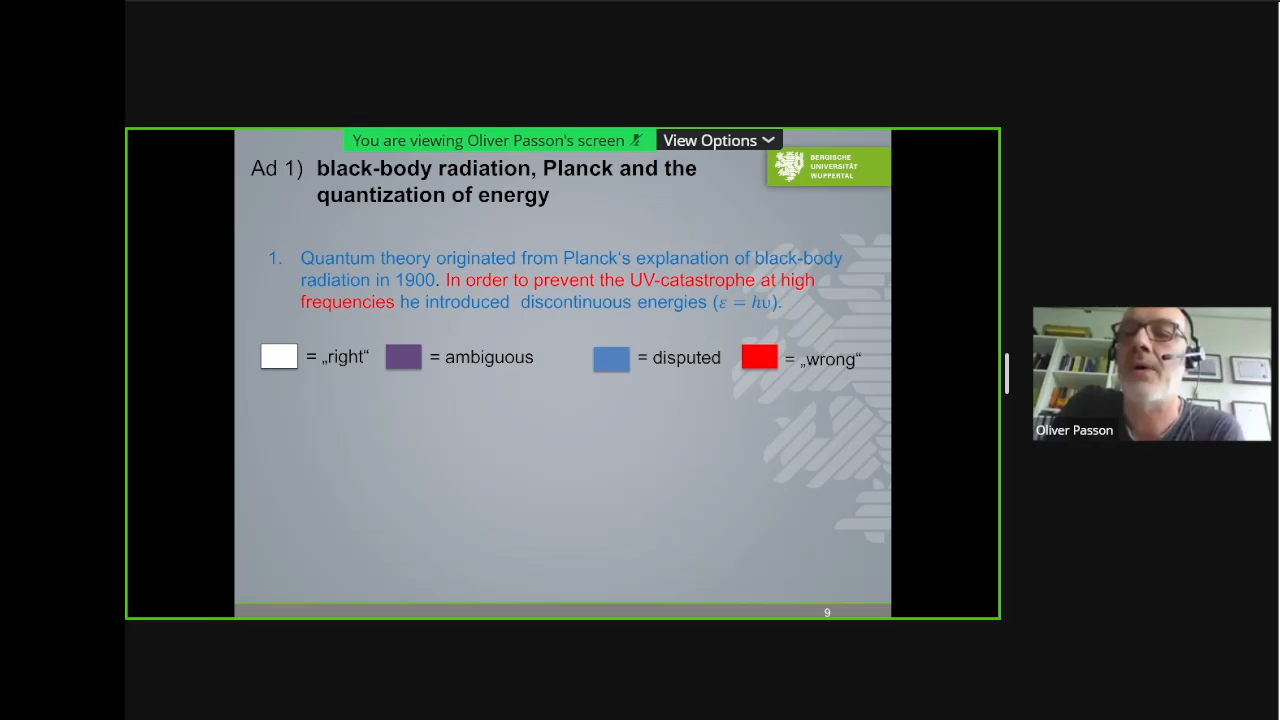 You are viewing Oliver Passon's screen
View Options
Ad 1) black-body radiation, Planck and the
quantization of energy
BERGISCHE
UNIVERSITÄT
WUPPERTAL
1. Quantum theory originated from Planck's explanation of black-body
radiation in 1900. In order to prevent the UV-catastrophe at high
frequencies he introduced discontinuous energies (ε = hυ).
= „right“ = ambiguous = disputed = „wrong“
Oliver Passon
9